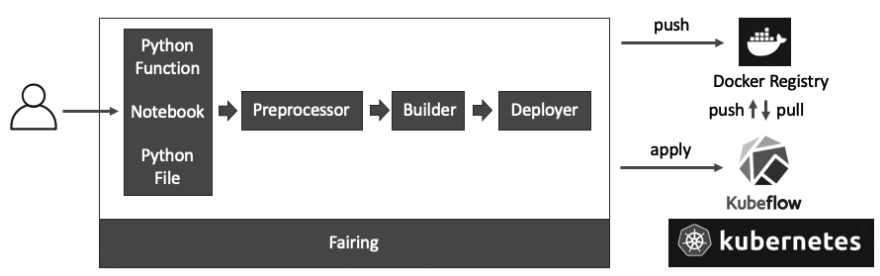 Python
Function
Notebook
Python
File
Preprocessor
Builder
Deployer
Fairing
push
Docker Registry
push pull
apply
Kubeflow
kubernetes